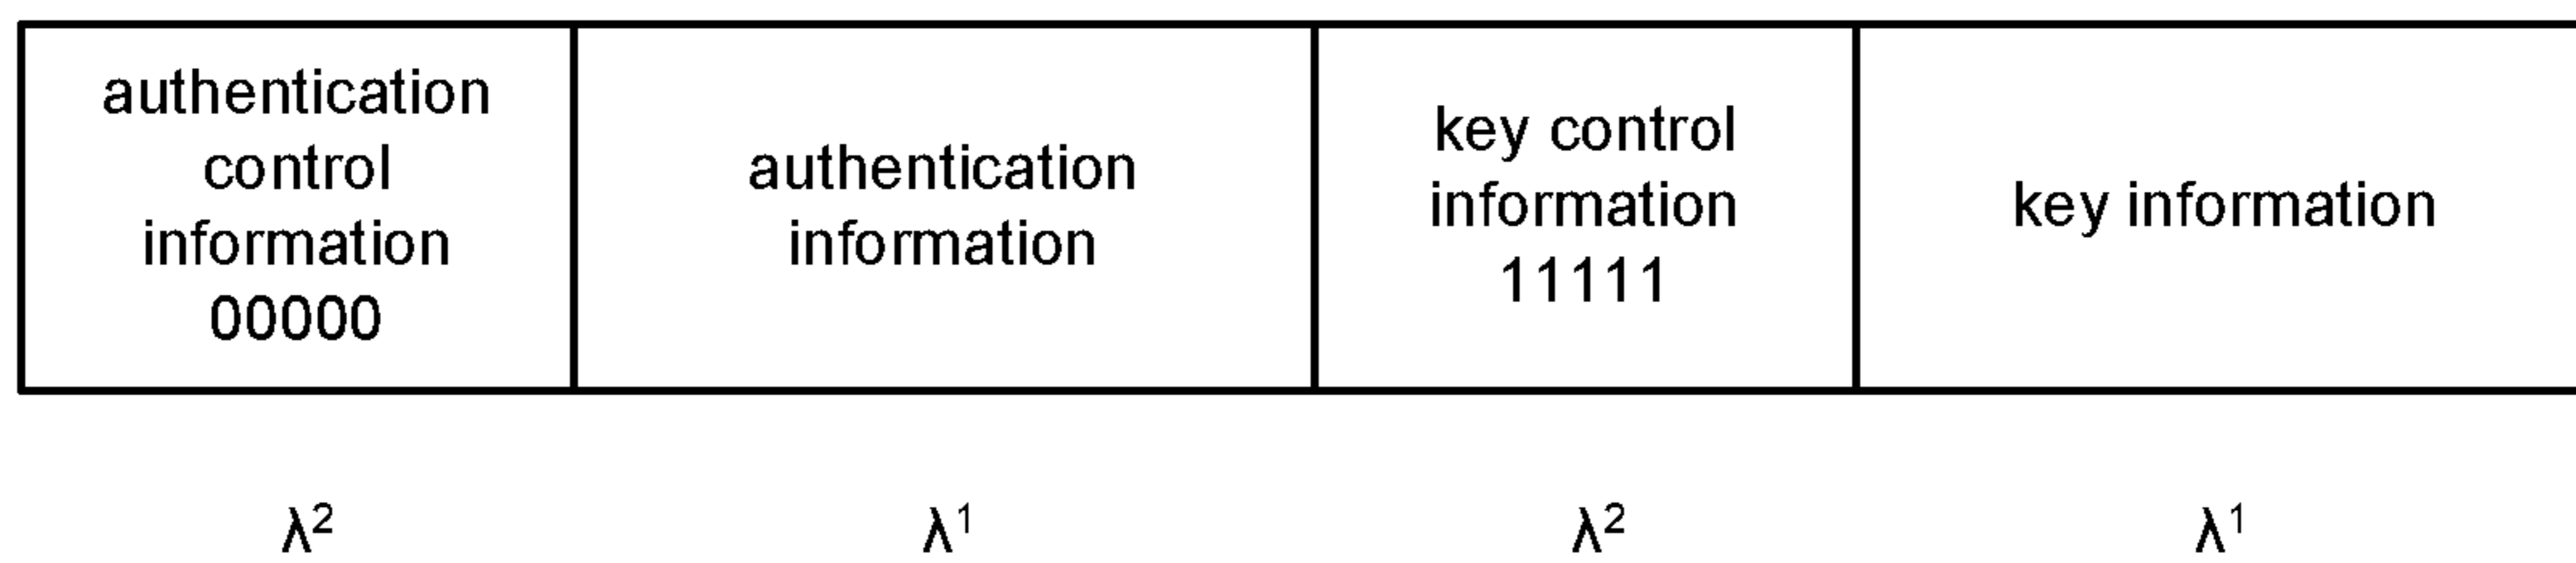 authentication
control
information
00000
authentication
information
key control
information
11111
key information
λ²
λ¹
λ²
λ¹